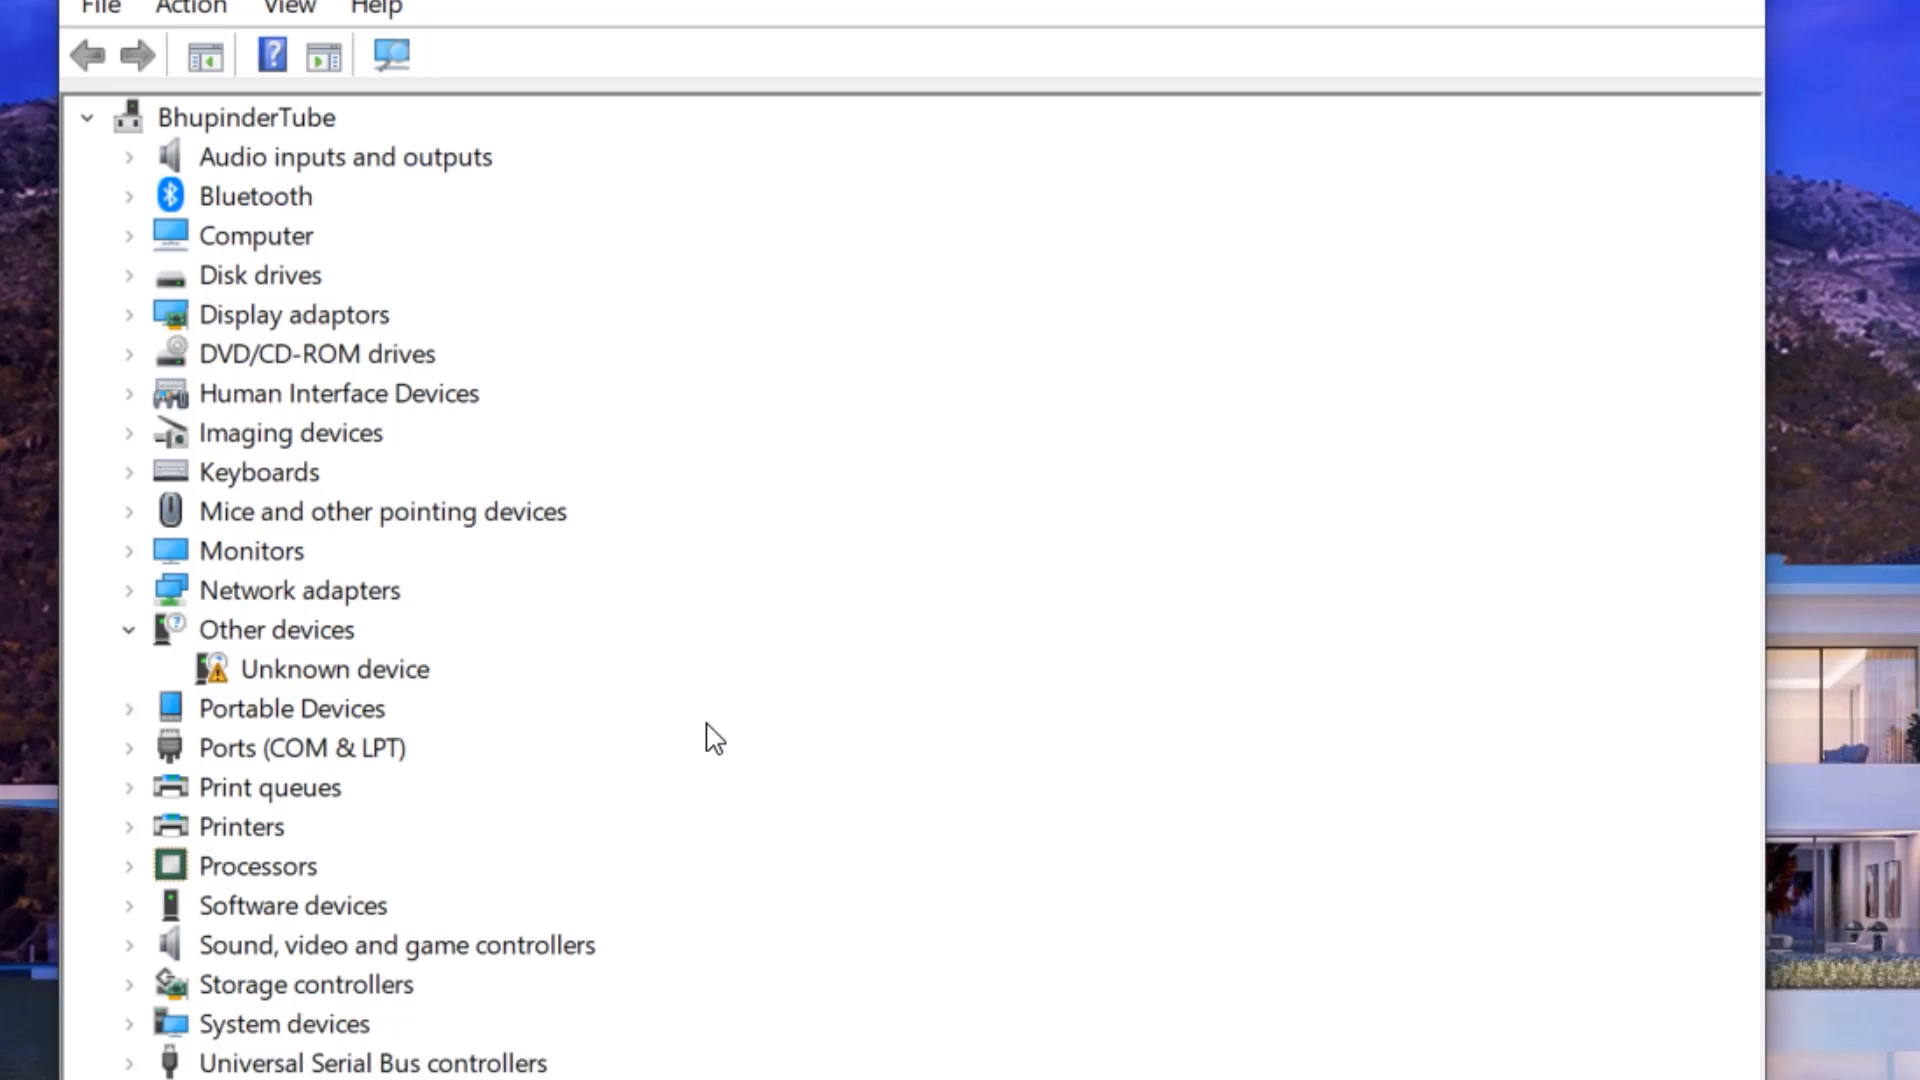 File Action View Help
BhupinderTube
Audio inputs and outputs
Bluetooth
Computer
Disk drives
Display adaptors
DVD/CD-ROM drives
Human Interface Devices
Imaging devices
Keyboards
Mice and other pointing devices
Monitors
Network adapters
Other devices
Unknown device
Portable Devices
Ports (COM & LPT)
Print queues
Printers
Processors
Software devices
Sound, video and game controllers
Storage controllers
System devices
Universal Serial Bus controllers